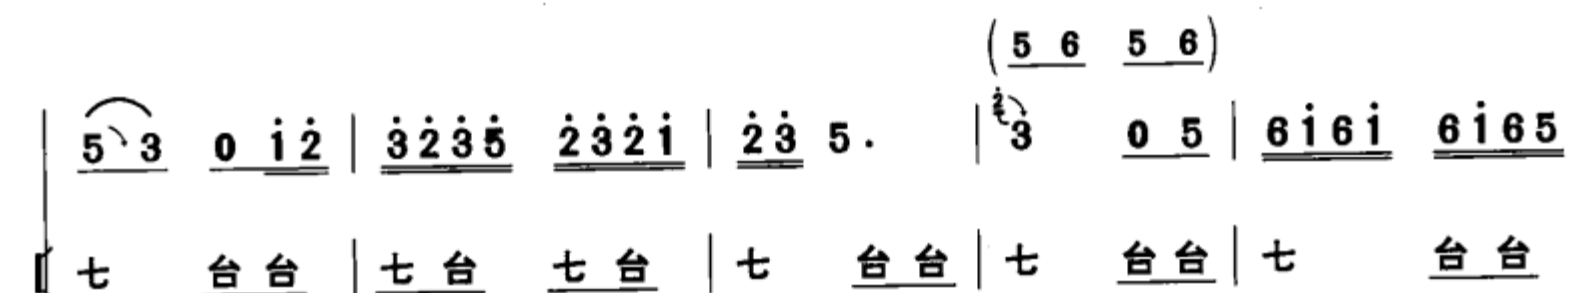 (5 6 5 6)
5 3 0 i̇ 2̇ | 3̇ 2̇ 3̇ 5̇ 2̇ 3̇ 2̇ 1̇ | 2̇ 3̇ 5 · | 3 0 5 | 6 1̇ 6 1̇ 6 1̇ 6 5
七 台 台 | 七 台 七 台 | 七 台 台 | 七 台 台 | 七 台 台